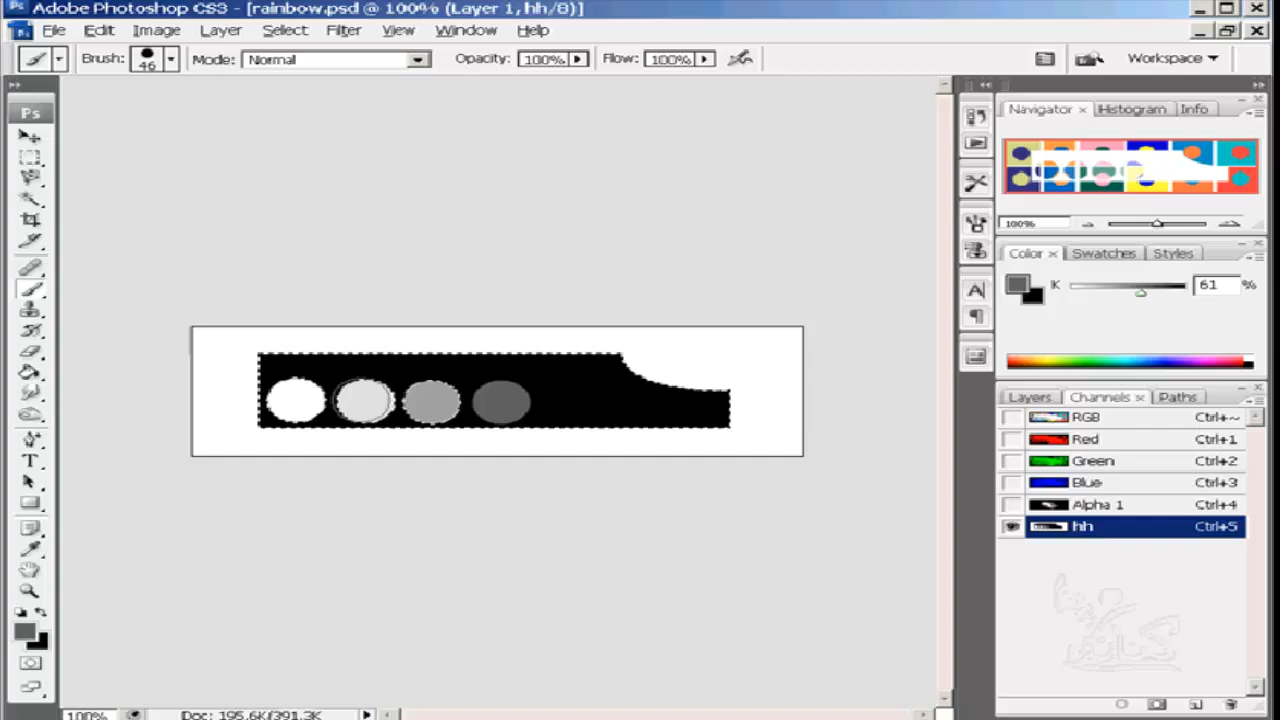 Adobe Photoshop CS3 - [rainbow.psd @ 100% (Layer 1, hh/8)]
File Edit Image Layer Select Filter View Window Help
Brush: 46 Mode: Normal Opacity: 100% Flow: 100% Workspace
Ps
Navigator × Histogram Info
100%
Color × Swatches Styles
K 61 %
Layers Channels × Paths
RGB Ctrl+~
Red Ctrl+1
Green Ctrl+2
Blue Ctrl+3
Alpha 1 Ctrl+4
hh Ctrl+5
100% Doc: 195.6K/391.3K